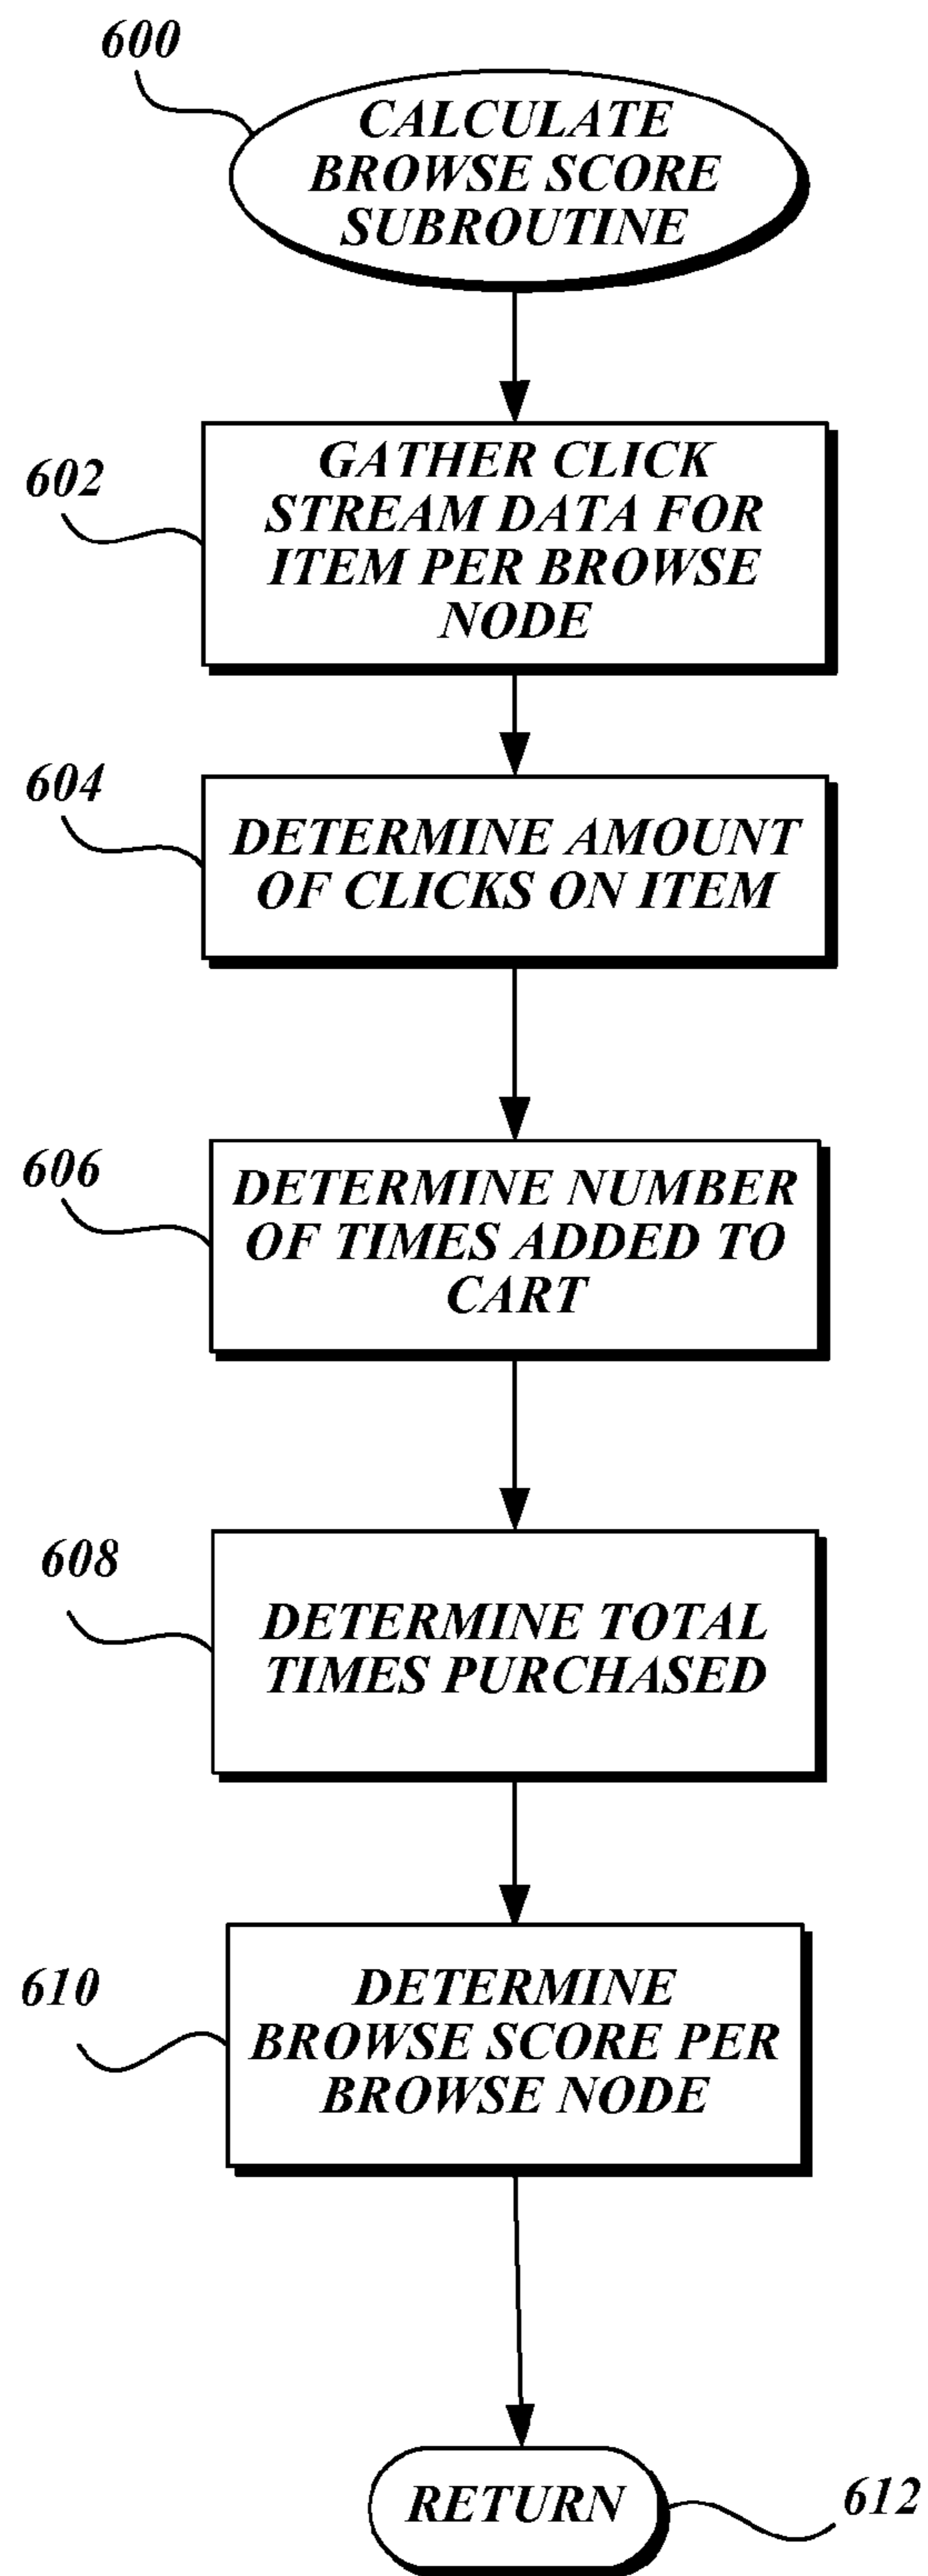 600
CALCULATE
BROWSE SCORE
SUBROUTINE
602
GATHER CLICK
STREAM DATA FOR
ITEM PER BROWSE
NODE
604
DETERMINE AMOUNT
OF CLICKS ON ITEM
606
DETERMINE NUMBER
OF TIMES ADDED TO
CART
608
DETERMINE TOTAL
TIMES PURCHASED
610
DETERMINE
BROWSE SCORE PER
BROWSE NODE
RETURN
612